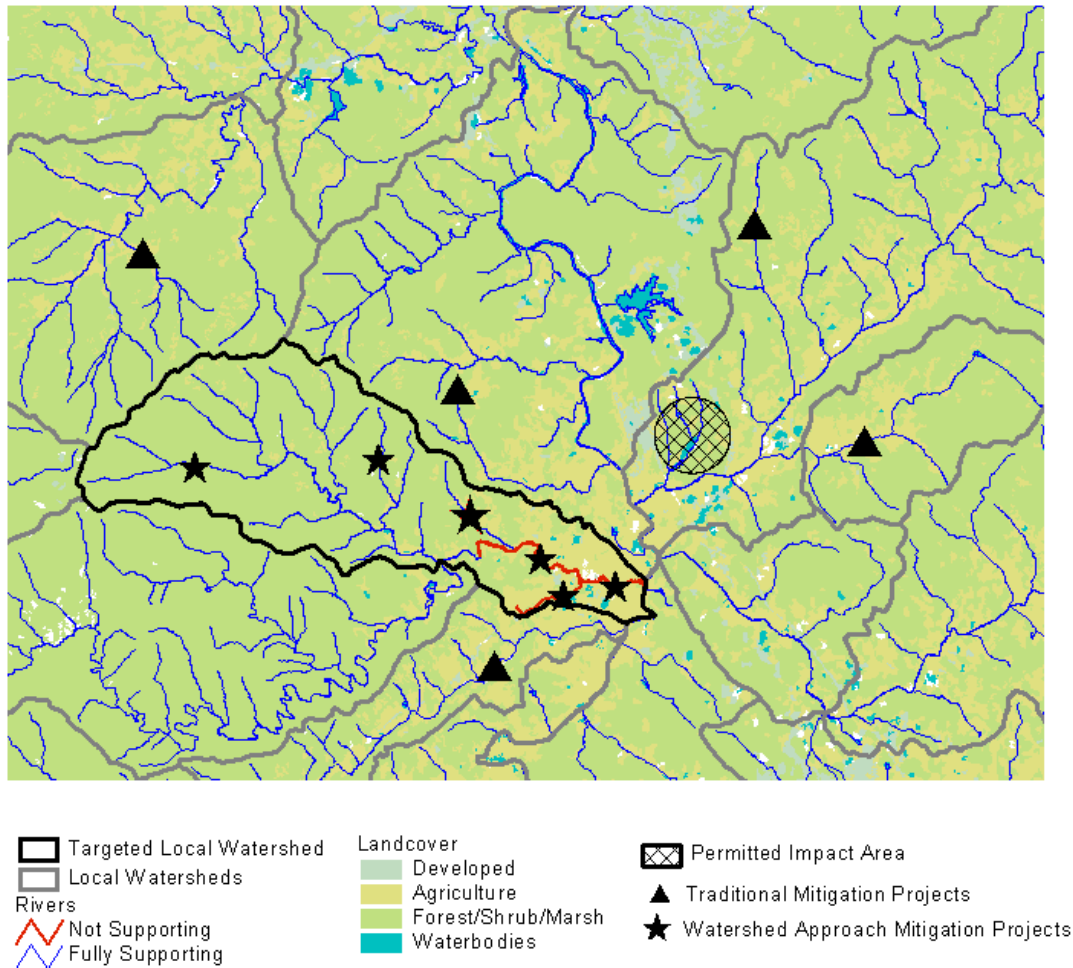 Targeted Local Watershed
Local Watersheds
Rivers
Not Supporting
Fully Supporting
Landcover
Developed
Agriculture
Forest/Shrub/Marsh
Waterbodies
Permitted Impact Area
Traditional Mitigation Projects
Watershed Approach Mitigation Projects